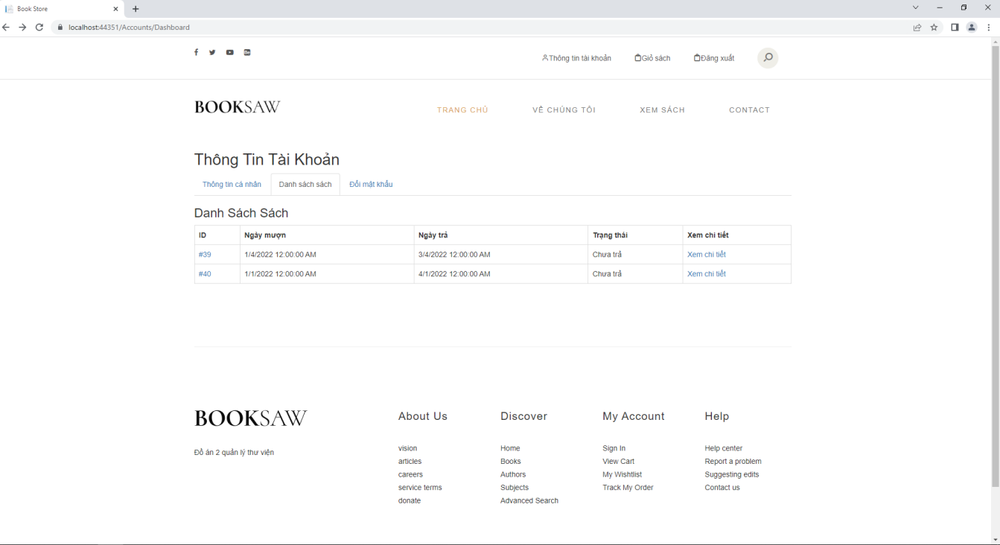 Book Store
localhost:44351/Accounts/Dashboard
Thông tin tài khoản Giỏ sách Đăng xuất
BOOKSAW TRANG CHỦ VỀ CHÚNG TÔI XEM SÁCH CONTACT
Thông Tin Tài Khoản
Thông tin cá nhân Danh sách sách Đổi mật khẩu
Danh Sách Sách
ID Ngày mượn Ngày trả Trạng thái Xem chi tiết
#39 1/4/2022 12:00:00 AM 3/4/2022 12:00:00 AM Chưa trả Xem chi tiết
#40 1/1/2022 12:00:00 AM 4/1/2022 12:00:00 AM Chưa trả Xem chi tiết
BOOKSAW About Us Discover My Account Help
vision Home Sign In Help center
Đồ án 2 quản lý thư viện
articles Books View Cart Report a problem
careers Authors My Wishtlist Suggesting edits
service terms Subjects Track My Order Contact us
donate Advanced Search